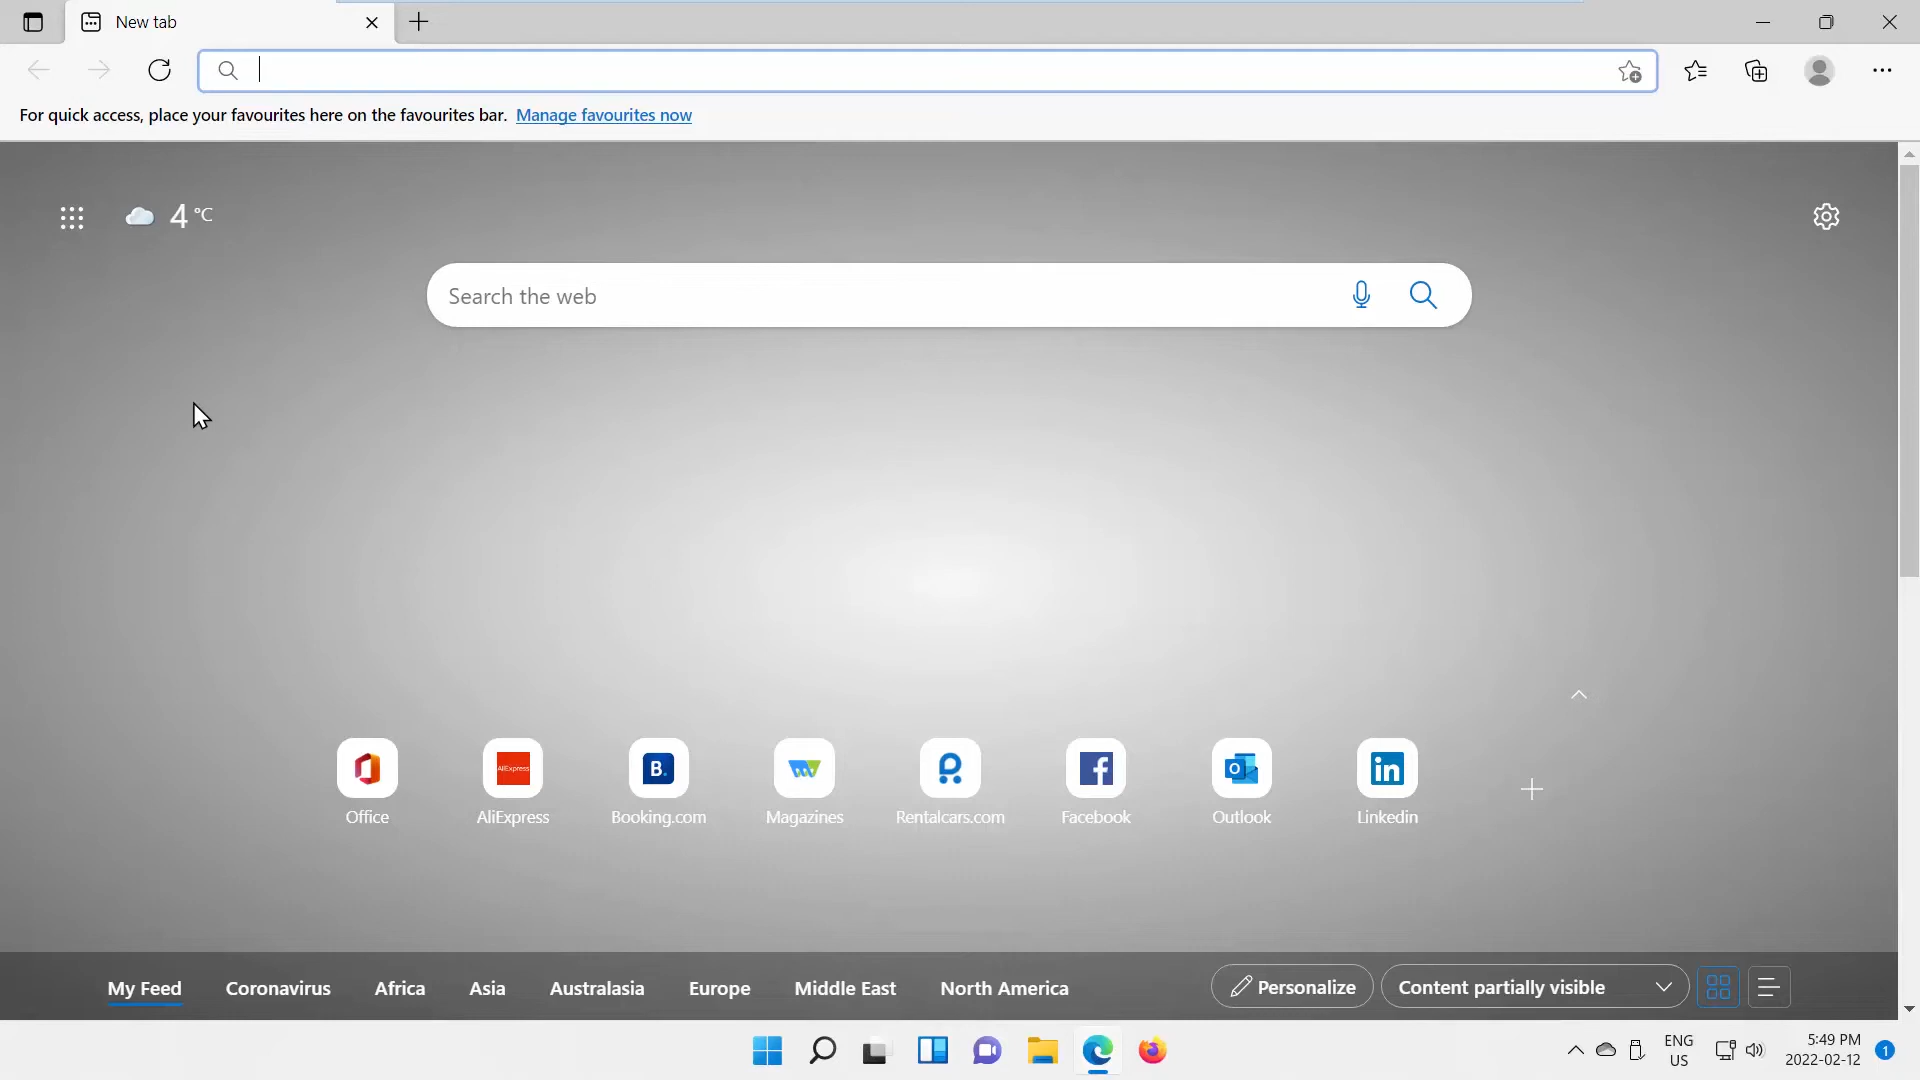 New tab
For quick access, place your favourites here on the favourites bar. Manage favourites now
4 °C
Search the web
AliExpress
B.
O
in
Office AliExpress Booking.com Magazines Rentalcars.com Facebook Outlook Linkedin
My Feed Coronavirus Africa Asia Australasia Europe Middle East North America Personalize Content partially visible
ENG 5:49 PM
US 2022-02-12 1